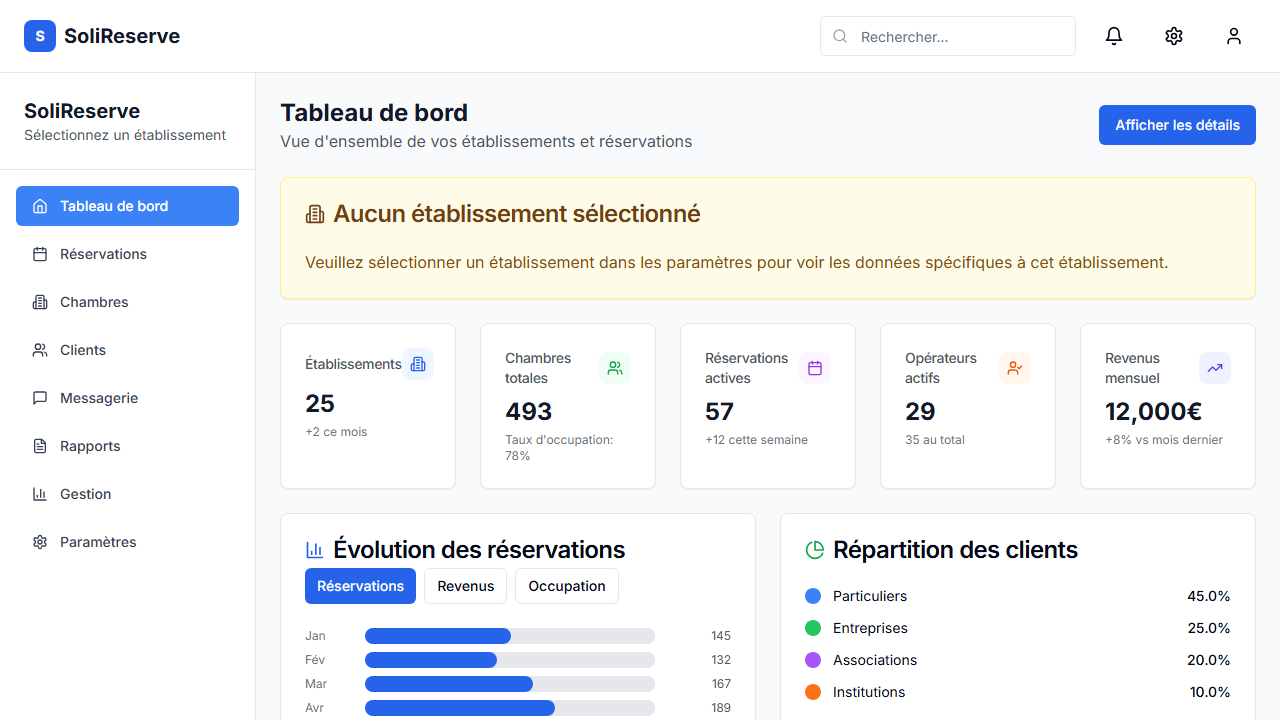 S SoliReserve
Rechercher...
SoliReserve
Sélectionnez un établissement
Tableau de bord
Réservations
Chambres
Clients
Messagerie
Rapports
Gestion
Paramètres
Tableau de bord
Vue d'ensemble de vos établissements et réservations
Afficher les détails
Aucun établissement sélectionné
Veuillez sélectionner un établissement dans les paramètres pour voir les données spécifiques à cet établissement.
Établissements
25
+2 ce mois
Chambres
totales
493
Taux d'occupation:
78%
Réservations
actives
57
+12 cette semaine
Opérateurs
actifs
29
35 au total
Revenus
mensuel
12,000€
+8% vs mois dernier
Évolution des réservations
Réservations Revenus Occupation
Jan 145
Fév 132
Mar 167
Avr 189
Répartition des clients
Particuliers 45.0%
Entreprises 25.0%
Associations 20.0%
Institutions 10.0%